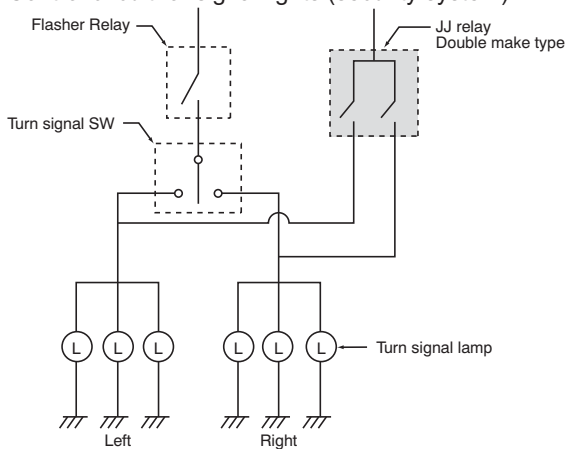 Flasher Relay
JJ relay
Double make type
Turn signal SW
L L L L L L
Turn signal lamp
Left Right